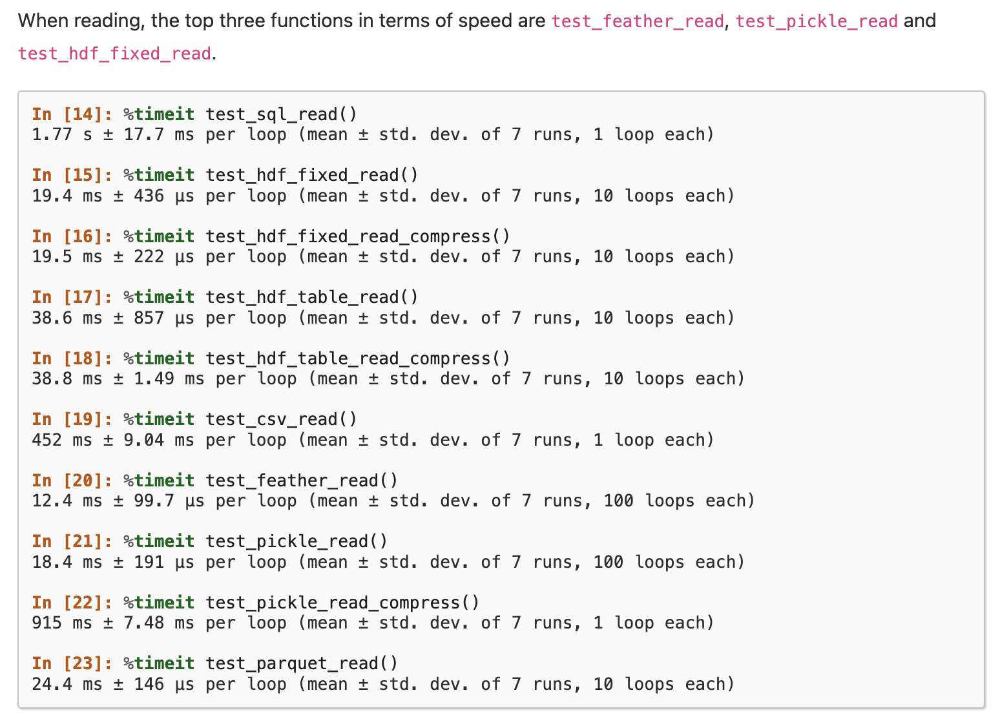 When reading, the top three functions in terms of speed are test_feather_read, test_pickle_read and
test_hdf_fixed_read.
In [14]: %timeit test_sql_read()
1.77 s ± 17.7 ms per loop (mean ± std. dev. of 7 runs, 1 loop each)
In [15]: %timeit test_hdf_fixed_read()
19.4 ms ± 436 μs per loop (mean ± std. dev. of 7 runs, 10 loops each)
In [16]: %timeit test_hdf_fixed_read_compress()
19.5 ms ± 222 μs per loop (mean ± std. dev. of 7 runs, 10 loops each)
In [17]: %timeit test_hdf_table_read()
38.6 ms ± 857 μs per loop (mean ± std. dev. of 7 runs, 10 loops each)
In [18]: %timeit test_hdf_table_read_compress()
38.8 ms ± 1.49 ms per loop (mean ± std. dev. of 7 runs, 10 loops each)
In [19]: %timeit test_csv_read()
452 ms ± 9.04 ms per loop (mean ± std. dev. of 7 runs, 1 loop each)
In [20]: %timeit test_feather_read()
12.4 ms ± 99.7 μs per loop (mean ± std. dev. of 7 runs, 100 loops each)
In [21]: %timeit test_pickle_read()
18.4 ms ± 191 μs per loop (mean ± std. dev. of 7 runs, 100 loops each)
In [22]: %timeit test_pickle_read_compress()
915 ms ± 7.48 ms per loop (mean ± std. dev. of 7 runs, 1 loop each)
In [23]: %timeit test_parquet_read()
24.4 ms ± 146 μs per loop (mean ± std. dev. of 7 runs, 10 loops each)